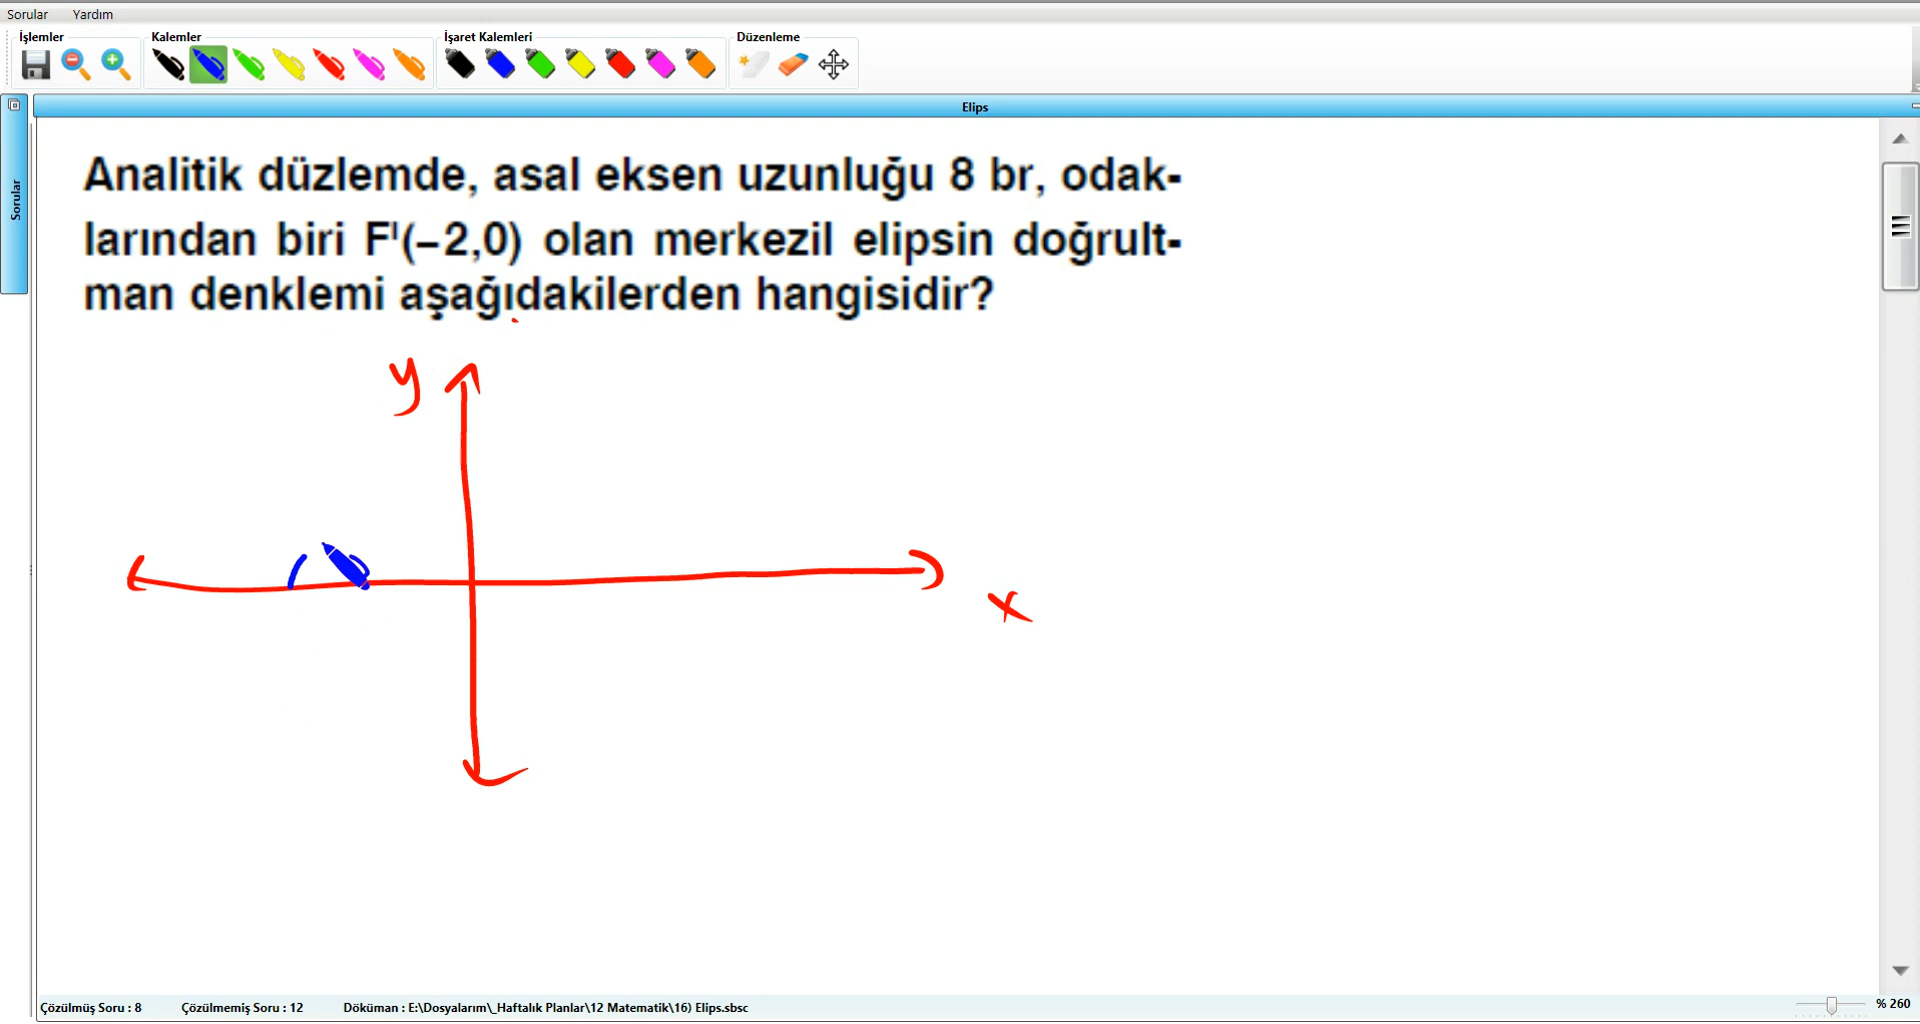 Sorular Yardım
İşlemler Kalemler İşaret Kalemleri Düzenleme
Elips
Sorular
Analitik düzlemde, asal eksen uzunluğu 8 br, odak-
larından biri F'(−2,0) olan merkezil elipsin doğrult-
man denklemi aşağıdakilerden hangisidir?
y
x
Çözülmüş Soru : 8 Çözülmemiş Soru : 12 Döküman : E:\Dosyalarım\_Haftalık Planlar\12 Matematik\16) Elips.sbsc % 260